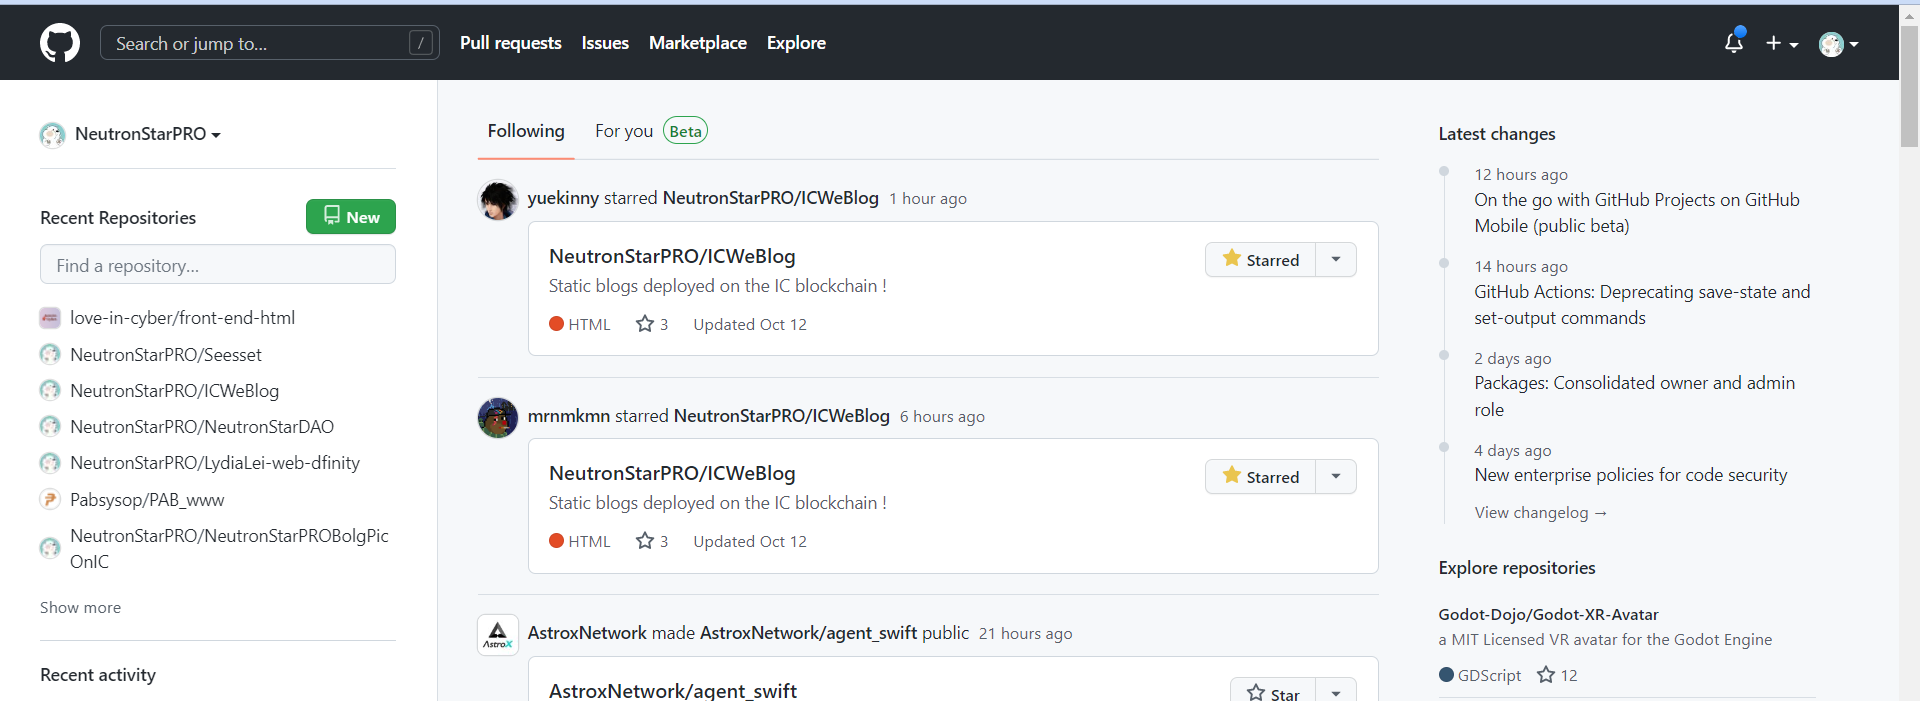 Search or jump to... /
Pull requests Issues Marketplace Explore
NeutronStarPRO
Recent Repositories
New
Find a repository...
love-in-cyber/front-end-html
NeutronStarPRO/Seesset
NeutronStarPRO/ICWeBlog
NeutronStarPRO/NeutronStarDAO
NeutronStarPRO/LydiaLei-web-dfinity
Pabsysop/PAB_www
NeutronStarPRO/NeutronStarPROBolgPic
OnIC
Show more
Recent activity
Following For you Beta
yuekinny starred NeutronStarPRO/ICWeBlog 1 hour ago
NeutronStarPRO/ICWeBlog
Starred
Static blogs deployed on the IC blockchain !
HTML 3 Updated Oct 12
mrnmkmn starred NeutronStarPRO/ICWeBlog 6 hours ago
NeutronStarPRO/ICWeBlog
Starred
Static blogs deployed on the IC blockchain !
HTML 3 Updated Oct 12
AstroX
AstroxNetwork made AstroxNetwork/agent_swift public 21 hours ago
AstroxNetwork/agent_swift
Star
Latest changes
12 hours ago
On the go with GitHub Projects on GitHub
Mobile (public beta)
14 hours ago
GitHub Actions: Deprecating save-state and
set-output commands
2 days ago
Packages: Consolidated owner and admin
role
4 days ago
New enterprise policies for code security
View changelog →
Explore repositories
Godot-Dojo/Godot-XR-Avatar
a MIT Licensed VR avatar for the Godot Engine
GDScript 12